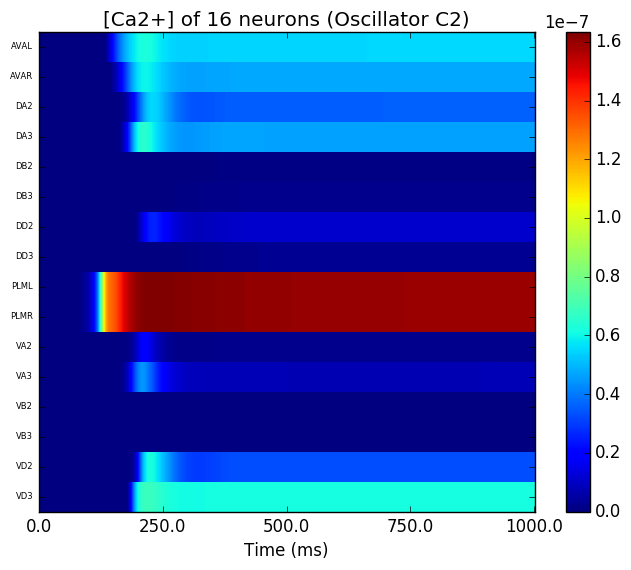 [Ca2+] of 16 neurons (Oscillator C2)
1e−7
AVAL
AVAR
DA2
DA3
DB2
DB3
DD2
DD3
PLML
PLMR
VA2
VA3
VB2
VB3
VD2
VD3
0.0 250.0 500.0 750.0 1000.0
Time (ms)
1.6
1.4
1.2
1.0
0.8
0.6
0.4
0.2
0.0